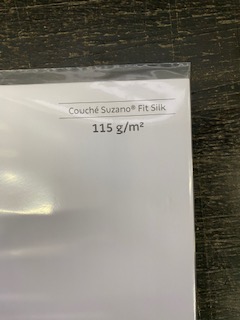 Couché Suzano® Fit Silk
115 g/m²